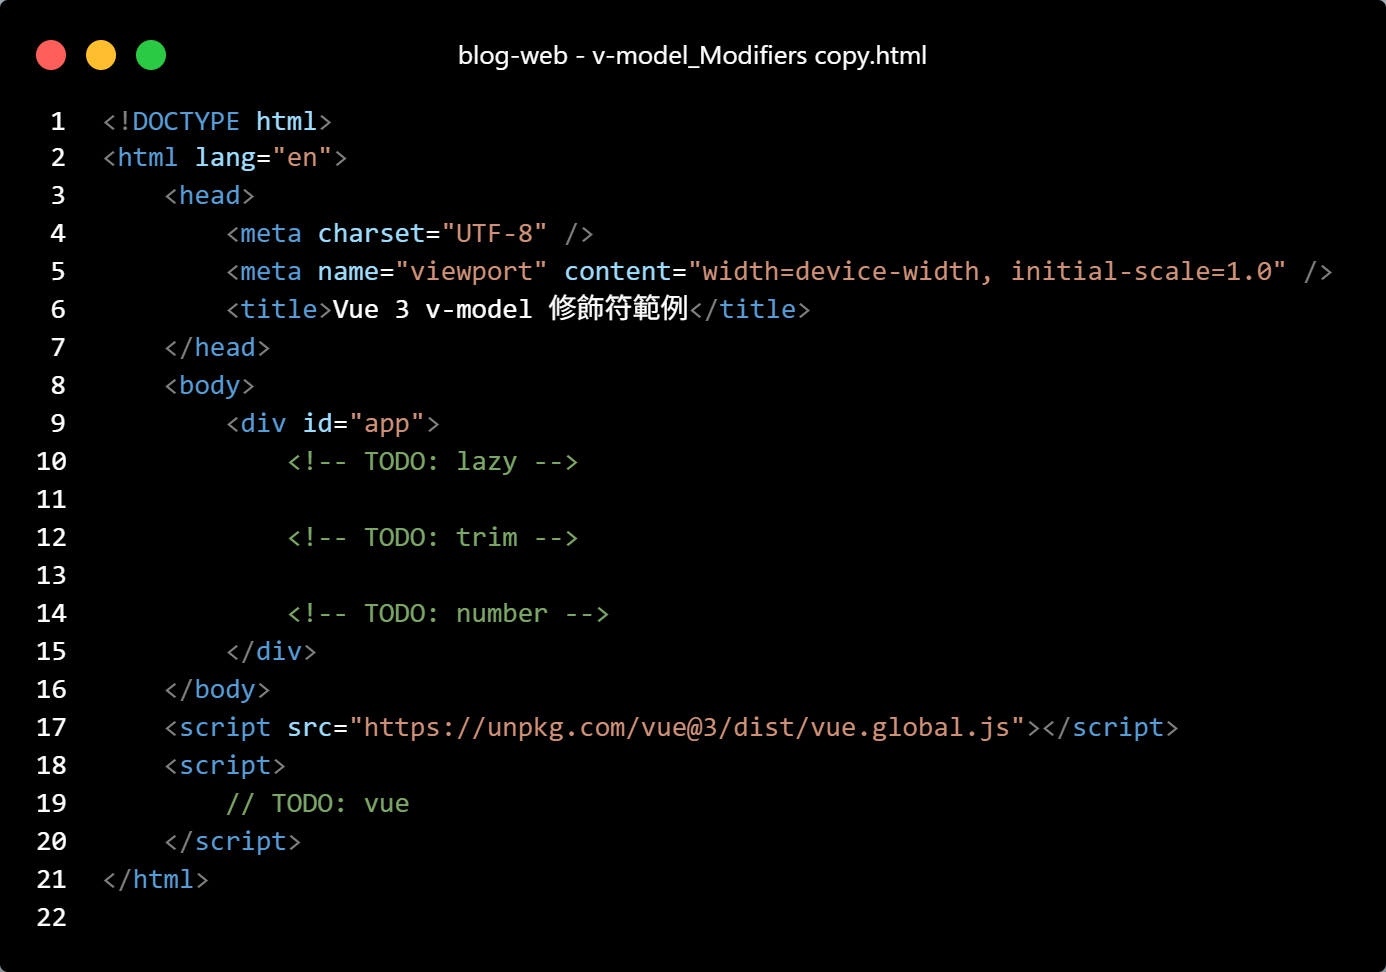 blog-web - v-model_Modifiers copy.html
1 <!DOCTYPE html>
2 <html lang="en">
3     <head>
4         <meta charset="UTF-8" />
5         <meta name="viewport" content="width=device-width, initial-scale=1.0" />
6         <title>Vue 3 v-model 修飾符範例</title>
7     </head>
8     <body>
9         <div id="app">
10             <!-- TODO: lazy -->
11
12             <!-- TODO: trim -->
13
14             <!-- TODO: number -->
15         </div>
16     </body>
17     <script src="https://unpkg.com/vue@3/dist/vue.global.js"></script>
18     <script>
19         // TODO: vue
20     </script>
21 </html>
22